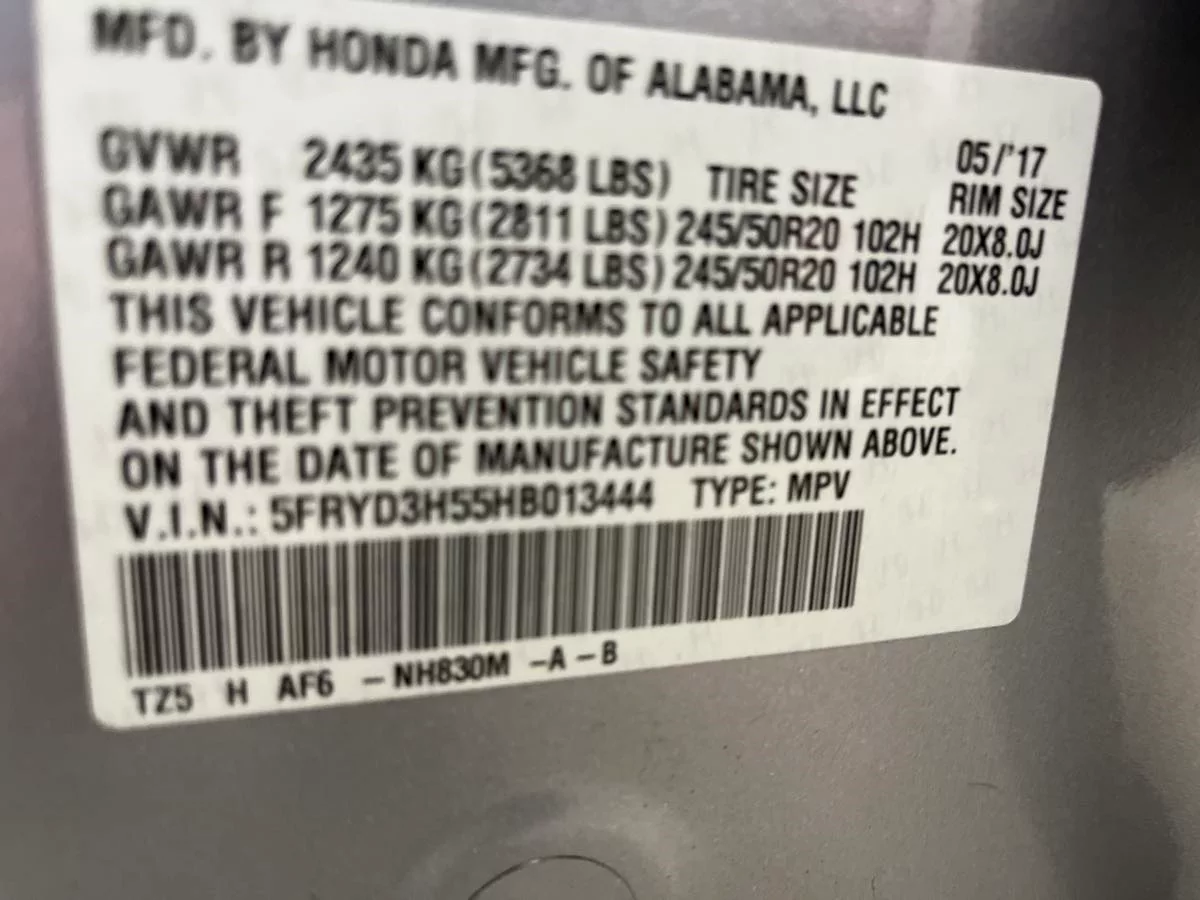 MFD. BY HONDA MFG. OF ALABAMA, LLC
05/'17
GVWR 2435 KG (5368 LBS) TIRE SIZE RIM SIZE
GAWR F 1275 KG (2811 LBS) 245/50R20 102H 20X8.0J
GAWR R 1240 KG (2734 LBS) 245/50R20 102H 20X8.0J
THIS VEHICLE CONFORMS TO ALL APPLICABLE
FEDERAL MOTOR VEHICLE SAFETY
AND THEFT PREVENTION STANDARDS IN EFFECT
ON THE DATE OF MANUFACTURE SHOWN ABOVE.
V.I.N.: 5FRYD3H55HB013444 TYPE: MPV
TZ5 H AF6 – NH830M –A – B